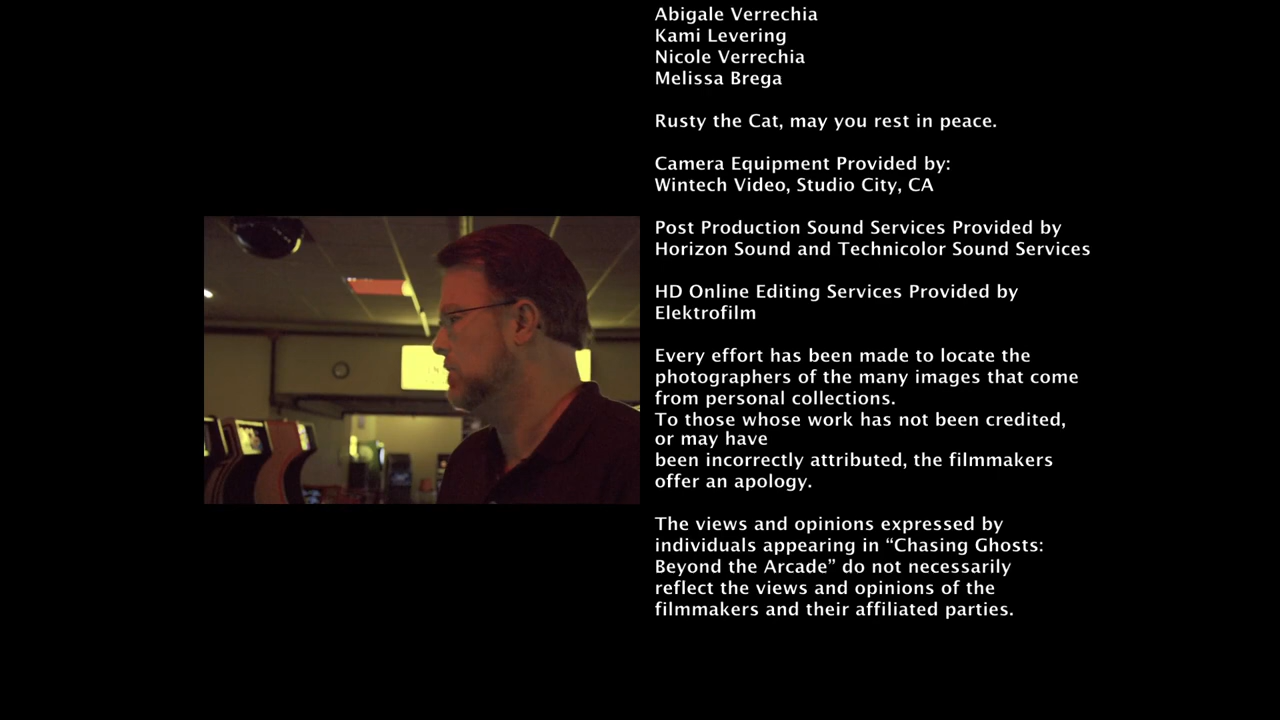 Abigale Verrechia
Kami Levering
Nicole Verrechia
Melissa Brega
Rusty the Cat, may you rest in peace.
Camera Equipment Provided by:
Wintech Video, Studio City, CA
Post Production Sound Services Provided by
Horizon Sound and Technicolor Sound Services
HD Online Editing Services Provided by
Elektrofilm
Every effort has been made to locate the
photographers of the many images that come
from personal collections.
To those whose work has not been credited,
or may have
been incorrectly attributed, the filmmakers
offer an apology.
The views and opinions expressed by
individuals appearing in “Chasing Ghosts:
Beyond the Arcade” do not necessarily
reflect the views and opinions of the
filmmakers and their affiliated parties.